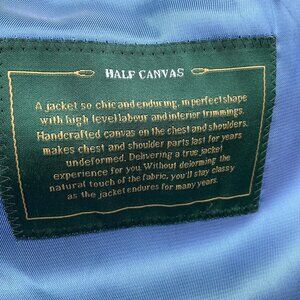 HALF CANVAS
A jacket so chic and enduring, in perfect shape
with high level labour and interior trimmings.
Handcrafted canvas on the chest and shoulders
makes chest and shoulder parts last for years
undeformed. Delivering a true jacket
experience for you. Without deforming the
natural touch of the fabric, you'll stay classy
as the jacket endures for many years.